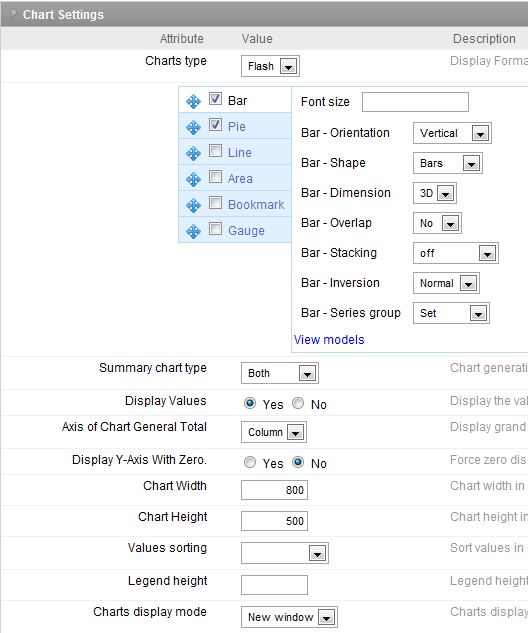 Chart Settings
Attribute Value Description
Charts type Flash Display Forma
Bar Font size
Pie Bar - Orientation Vertical
Line Bar - Shape Bars
Area Bar - Dimension 3D
Bookmark Bar - Overlap No
Gauge Bar - Stacking off
Bar - Inversion Normal
Bar - Series group Set
View models
Summary chart type Both Chart generati
Display Values Yes No Display the val
Axis of Chart General Total Column Display grand
Display Y-Axis With Zero. Yes No Force zero dis
Chart Width 800 Chart width in
Chart Height 500 Chart height in
Values sorting Sort values in
Legend height Legend height
Charts display mode New window Charts display